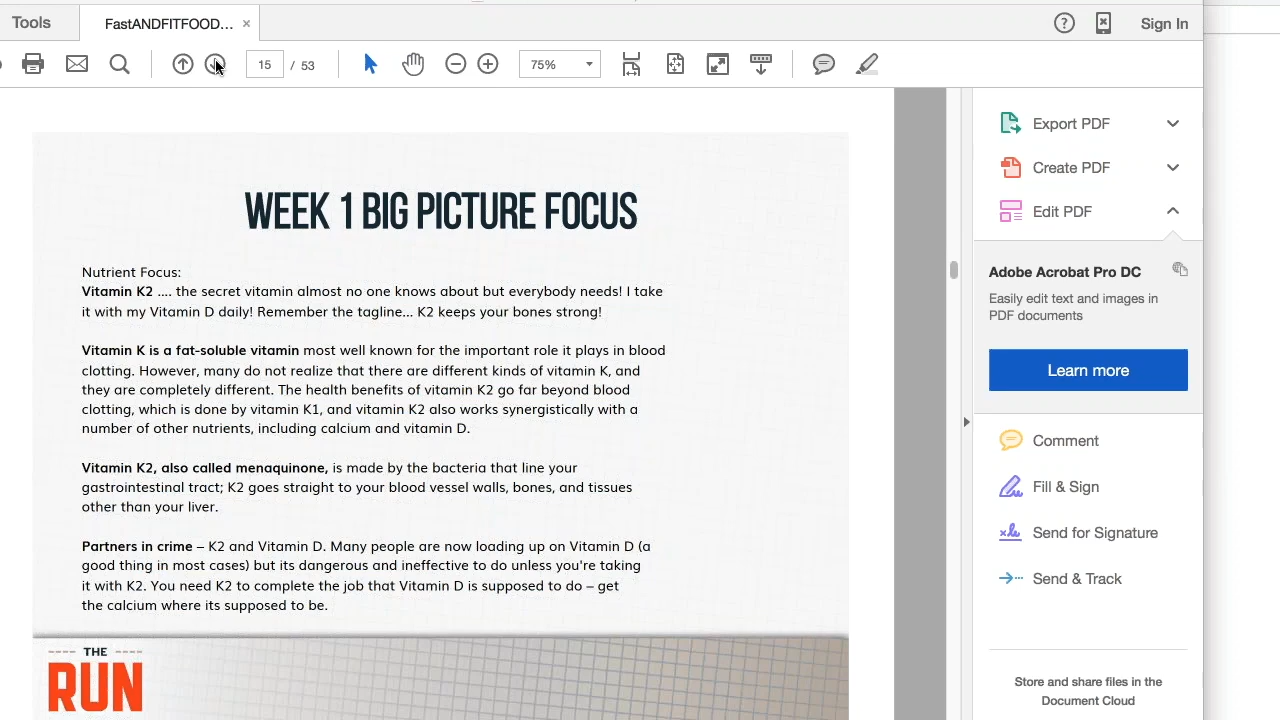 Tools
FastANDFITFOOD... ×
Sign In
15 / 53
75%
WEEK 1 BIG PICTURE FOCUS
Nutrient Focus:
Vitamin K2 .... the secret vitamin almost no one knows about but everybody needs! I take
it with my Vitamin D daily! Remember the tagline... K2 keeps your bones strong!
Vitamin K is a fat-soluble vitamin most well known for the important role it plays in blood
clotting. However, many do not realize that there are different kinds of vitamin K, and
they are completely different. The health benefits of vitamin K2 go far beyond blood
clotting, which is done by vitamin K1, and vitamin K2 also works synergistically with a
number of other nutrients, including calcium and vitamin D.
Vitamin K2, also called menaquinone, is made by the bacteria that line your
gastrointestinal tract; K2 goes straight to your blood vessel walls, bones, and tissues
other than your liver.
Partners in crime – K2 and Vitamin D. Many people are now loading up on Vitamin D (a
good thing in most cases) but its dangerous and ineffective to do unless you're taking
it with K2. You need K2 to complete the job that Vitamin D is supposed to do – get
the calcium where its supposed to be.
THE
RUN
Export PDF
Create PDF
Edit PDF
Adobe Acrobat Pro DC
Easily edit text and images in
PDF documents
Learn more
Comment
Fill & Sign
Send for Signature
Send & Track
Store and share files in the
Document Cloud